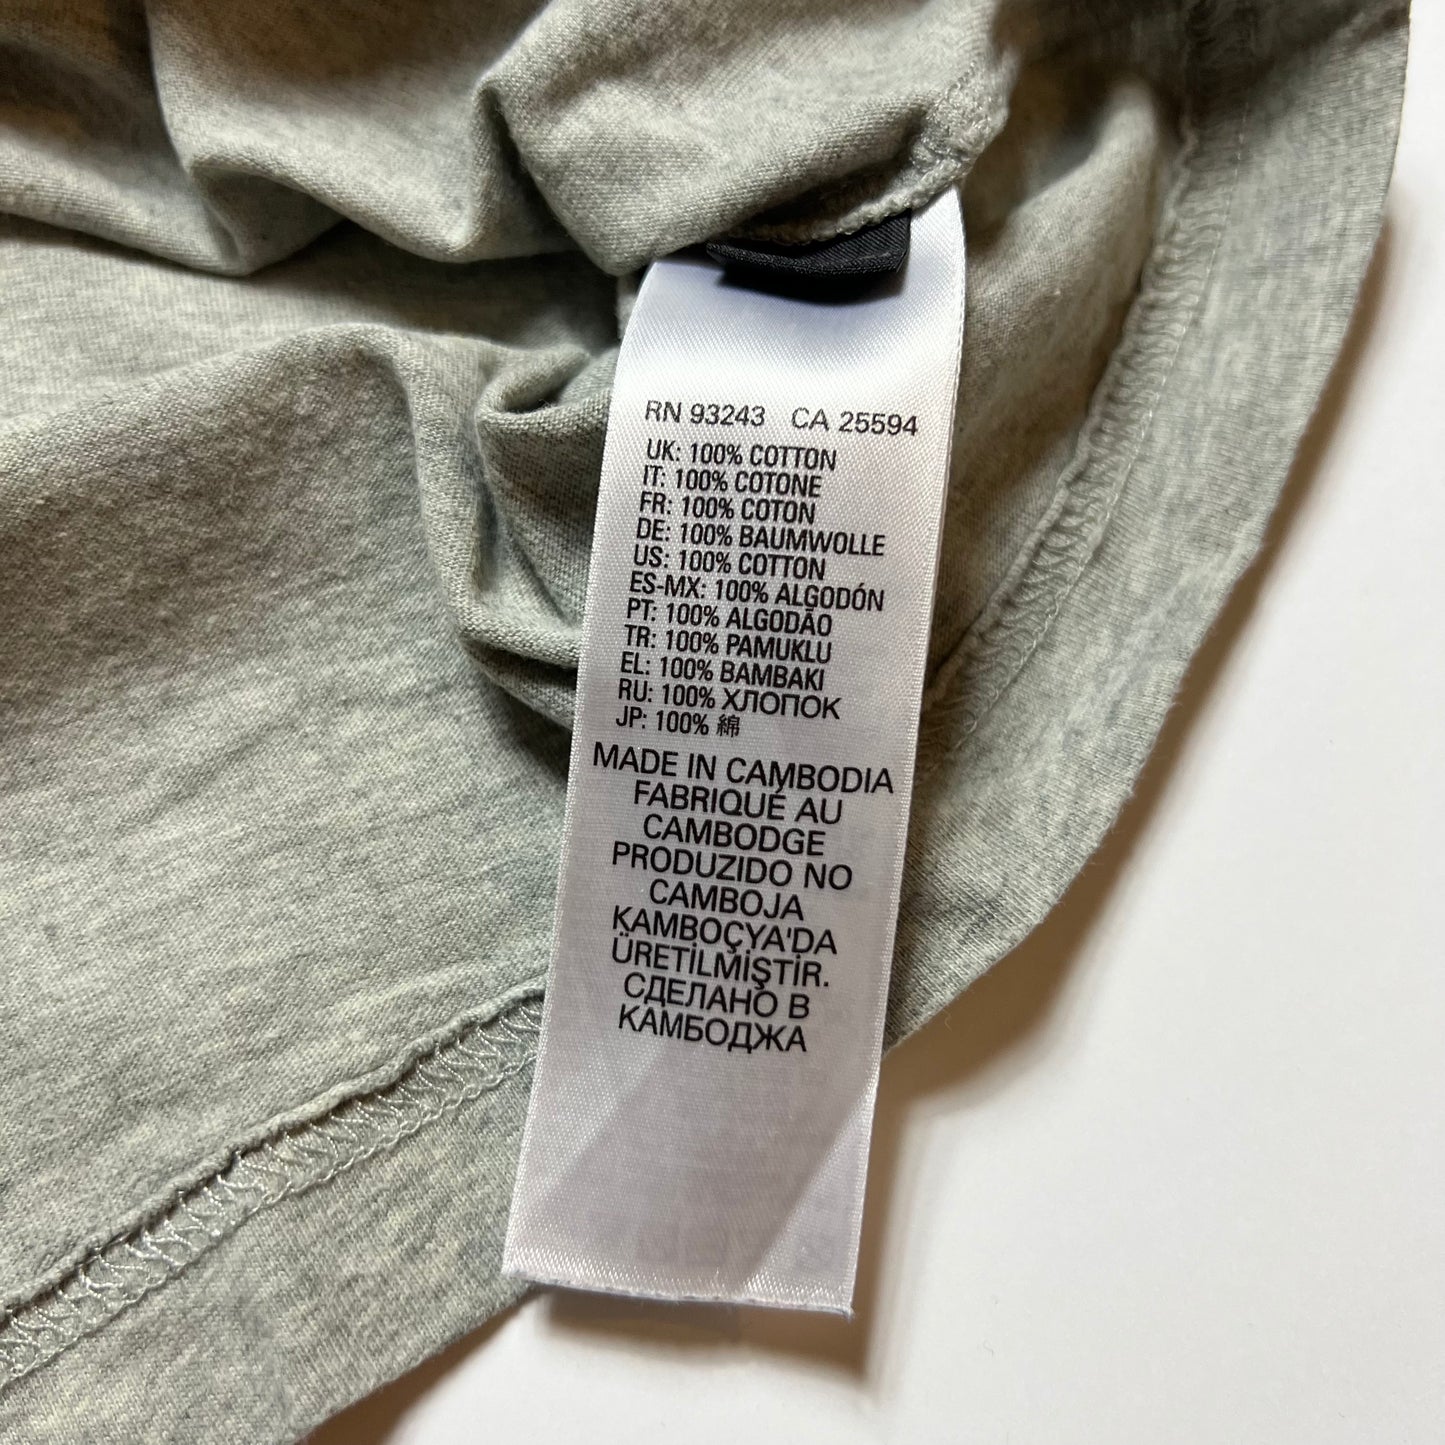 RN 93243 CA 25594
UK: 100% COTTON
IT: 100% COTONE
FR: 100% COTON
DE: 100% BAUMWOLLE
US: 100% COTTON
ES-MX: 100% ALGODÓN
PT: 100% ALGODÃO
TR: 100% PAMUKLU
EL: 100% BAMBAKI
RU: 100% ХЛОПОК
JP: 100% 綿
MADE IN CAMBODIA
FABRIQUÉ AU
CAMBODGE
PRODUZIDO NO
CAMBOJA
KAMBOÇYA'DA
ÜRETİLMİŞTİR.
СДЕЛАНО В
КАМБОДЖА